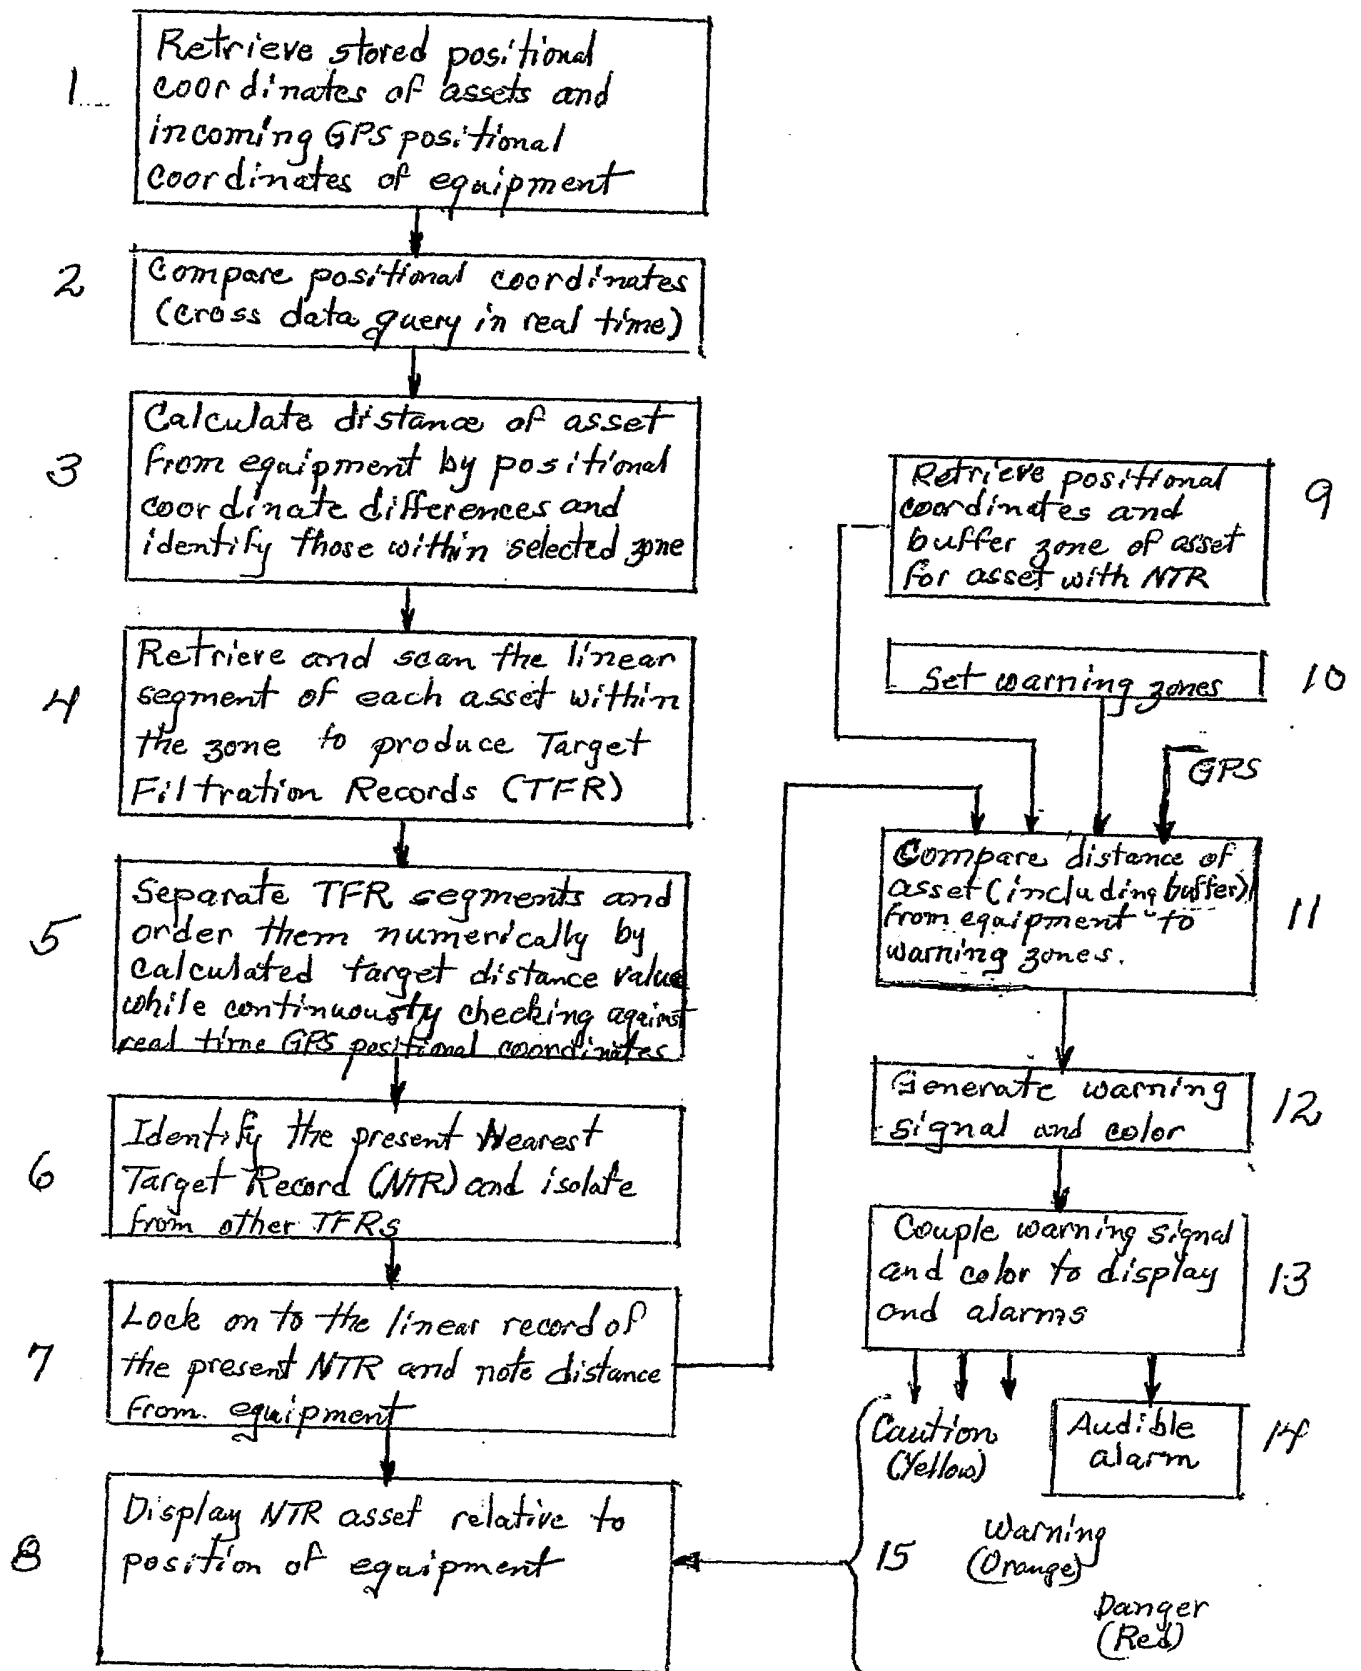 1
Retrieve stored positional
coordinates of assets and
incoming GPS positional
coordinates of equipment
2
Compare positional coordinates
(cross data query in real time)
3
Calculate distance of asset
from equipment by positional
coordinate differences and
identify those within selected zone
4
Retrieve and scan the linear
segment of each asset within
the zone to produce Target
Filtration Records (TFR)
5
Separate TFR segments and
order them numerically by
calculated target distance value
while continuously checking against
real time GPS positional coordinates
6
Identify the present Nearest
Target Record (NTR) and isolate
from other TFRs
7
Lock on to the linear record of
the present NTR and note distance
from equipment
8
Display NTR asset relative to
position of equipment
Retrieve positional
coordinates and
buffer zone of asset
for asset with NTR
9
Set warning zones
10
GPS
Compare distance of
asset (including buffer)
from equipment to
warning zones.
11
Generate warning
signal and color
12
Couple warning signal
and color to display
and alarms
13
Caution
(Yellow)
Audible
alarm
14
15
Warning
(Orange)
Danger
(Red)